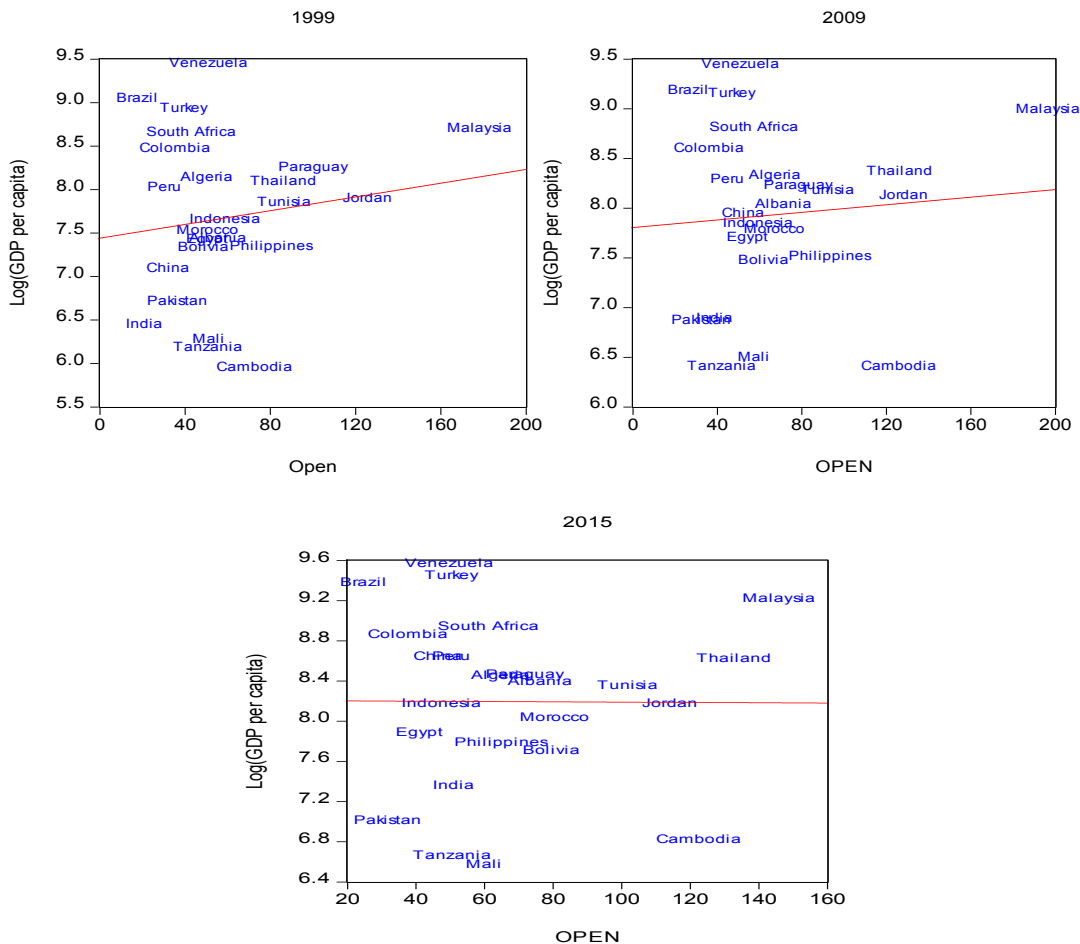 1999
Log(GDP per capita)
9.5
9.0
8.5
8.0
7.5
7.0
6.5
6.0
5.5
Venezuela
Brazil
Turkey
South Africa
Malaysia
Colombia
Paraguay
Algeria
Thailand
Peru
Jordan
Tunisia
Indonesia
Morocco
Albania
Egypt
Bolivia
Philippines
China
Pakistan
India
Mali
Tanzania
Cambodia
0 40 80 120 160 200
Open
2009
Log(GDP per capita)
9.5
9.0
8.5
8.0
7.5
7.0
6.5
6.0
Venezuela
Brazil
Turkey
Malaysia
South Africa
Colombia
Thailand
Algeria
Peru
Paraguay
Tunisia
Jordan
Albania
China
Indonesia
Morocco
Egypt
Philippines
Bolivia
India
Pakistan
Mali
Tanzania
Cambodia
0 40 80 120 160 200
OPEN
2015
Log(GDP per capita)
9.6
9.2
8.8
8.4
8.0
7.6
7.2
6.8
6.4
Venezuela
Turkey
Brazil
Malaysia
South Africa
Colombia
China
Peru
Thailand
Paraguay
Algeria
Albania
Tunisia
Indonesia
Jordan
Morocco
Egypt
Philippines
Bolivia
India
Pakistan
Cambodia
Tanzania
Mali
20 40 60 80 100 120 140 160
OPEN